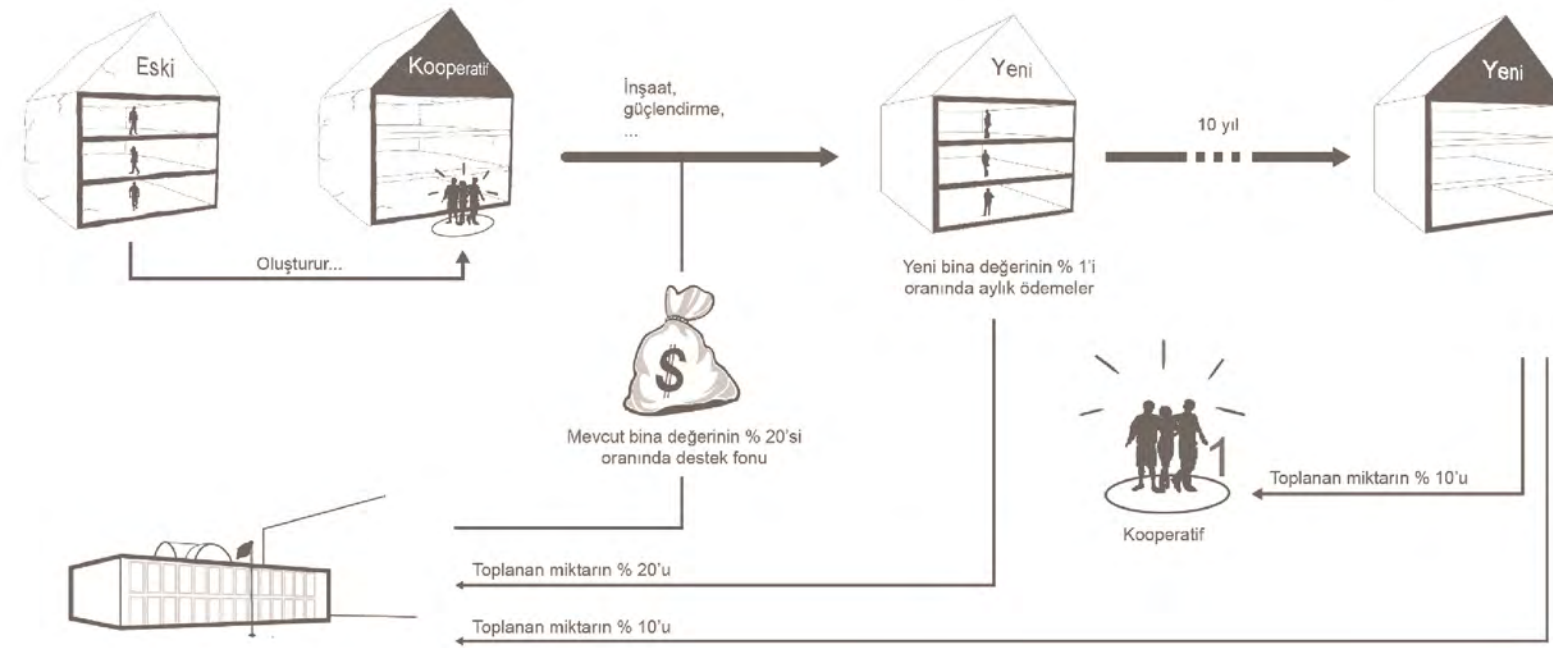 Eski
Kooperatif
Oluşturur...
İnşaat,
güçlendirme,
...
$
Mevcut bina değerinin % 20'si
oranında destek fonu
Yeni
Yeni bina değerinin % 1'i
oranında aylık ödemeler
10 yıl
Yeni
1
Kooperatif
Toplanan miktarın % 10'u
Toplanan miktarın % 20'u
Toplanan miktarın % 10'u